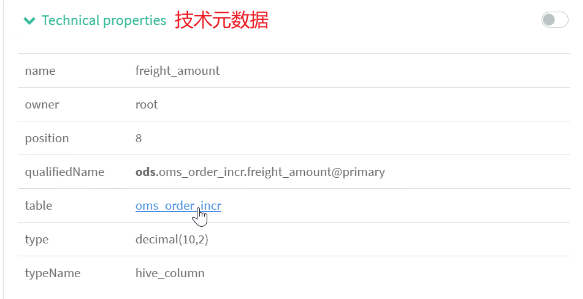 Technical properties 技术元数据
name freight_amount
owner root
position 8
qualifiedName ods.oms_order_incr.freight_amount@primary
table oms_order_incr
type decimal(10,2)
typeName hive_column